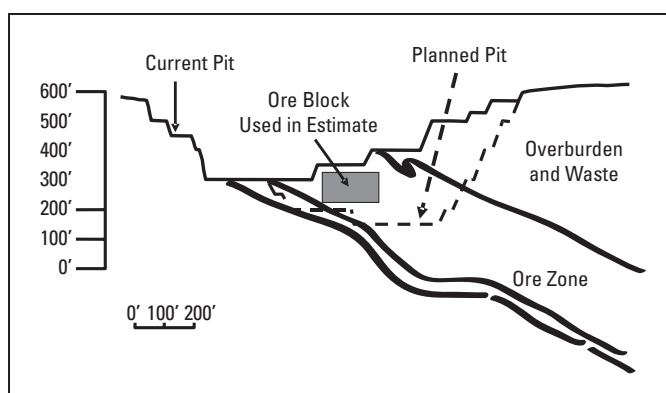 Current Pit
Planned Pit
Ore Block
Used in Estimate
600’
500’
400’
300’
200’
100’
0’
Overburden
and Waste
Ore Zone
0’ 100’ 200’